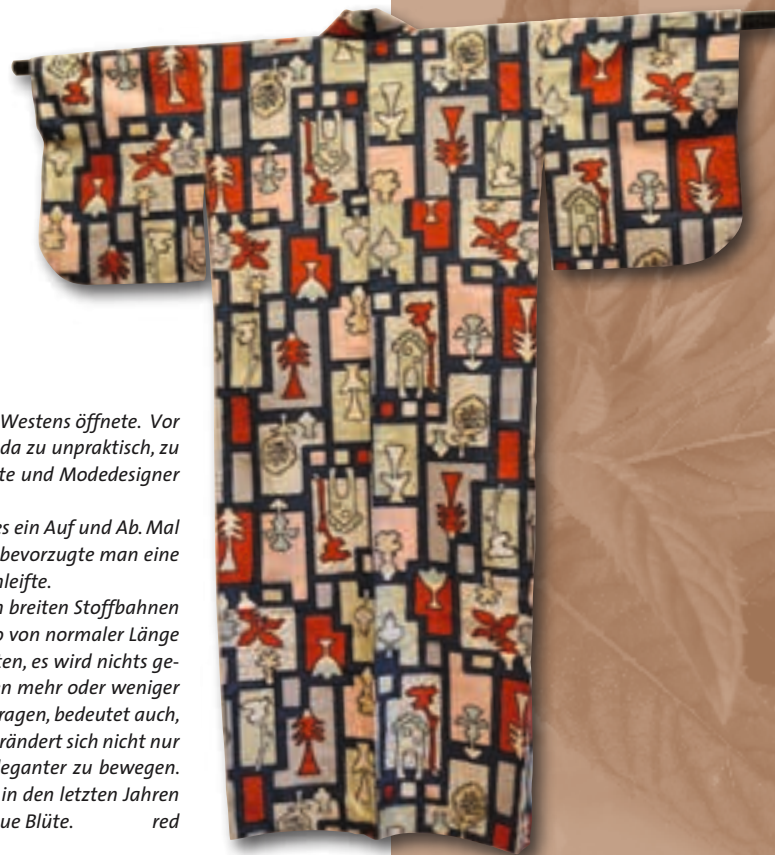 Westens öffnete. Vor
da zu unpraktisch, zu
te und Modedesigner
es ein Auf und Ab. Mal
bevorzugte man eine
hleifte.
n breiten Stoffbahnen
o von normaler Länge
ten, es wird nichts ge-
en mehr oder weniger
ragen, bedeutet auch,
rändert sich nicht nur
leganter zu bewegen.
in den letzten Jahren
ue Blüte. red